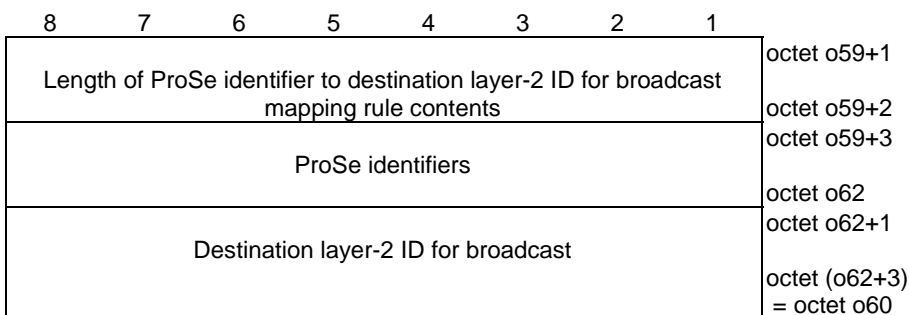 8 7 6 5 4 3 2 1
octet o59+1
Length of ProSe identifier to destination layer-2 ID for broadcast
mapping rule contents
octet o59+2
octet o59+3
ProSe identifiers
octet o62
octet o62+1
Destination layer-2 ID for broadcast
octet (o62+3)
= octet o60